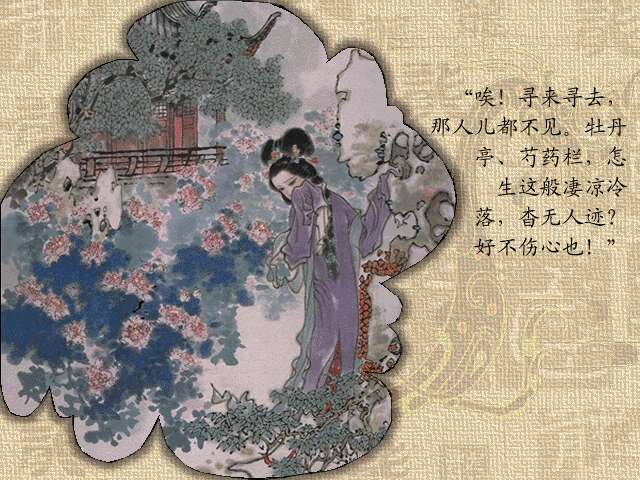 “唉！寻来寻去，
那人儿都不见。牡丹
亭、芍药栏，怎
生这般凄凉冷
落，杳无人迹？
好不伤心也！”